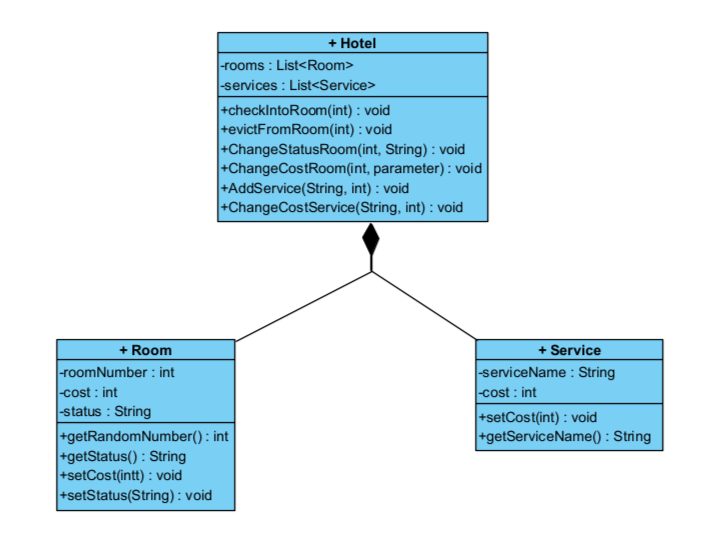 + Hotel
-rooms : List<Room>
-services : List<Service>
+checkIntoRoom(int) : void
+evictFromRoom(int) : void
+ChangeStatusRoom(int, String) : void
+ChangeCostRoom(int, parameter) : void
+AddService(String, int) : void
+ChangeCostService(String, int) : void
+ Room
-roomNumber : int
-cost : int
-status : String
+getRandomNumber() : int
+getStatus() : String
+setCost(intt) : void
+setStatus(String) : void
+ Service
-serviceName : String
-cost : int
+setCost(int) : void
+getServiceName() : String